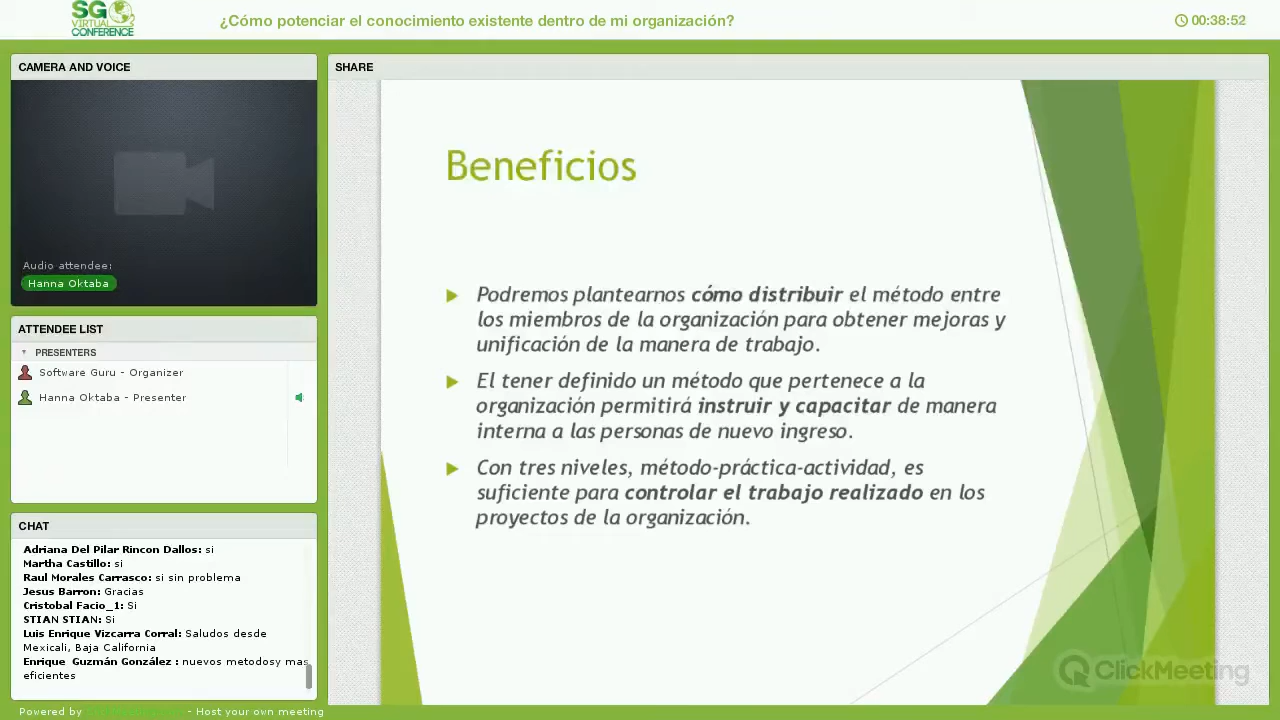 SG
VIRTUAL
CONFERENCE
¿Cómo potenciar el conocimiento existente dentro de mi organización?
00:38:52
CAMERA AND VOICE
Audio attendee:
Hanna Oktaba
ATTENDEE LIST
PRESENTERS
Software Guru - Organizer
Hanna Oktaba - Presenter
CHAT
Adriana Del Pilar Rincon Dallos: si
Martha Castillo: si
Raul Morales Carrasco: si sin problema
Jesus Barron: Gracias
Cristobal Facio_1: Si
STIAN STIAN: Si
Luis Enrique Vizcarra Corral: Saludos desde
Mexicali, Baja California
Enrique Guzmán González : nuevos metodosy mas
eficientes
Powered by - Host your own meeting
SHARE
Beneficios
Podremos plantearnos cómo distribuir el método entre
los miembros de la organización para obtener mejoras y
unificación de la manera de trabajo.
El tener definido un método que pertenece a la
organización permitirá instruir y capacitar de manera
interna a las personas de nuevo ingreso.
Con tres niveles, método-práctica-actividad, es
suficiente para controlar el trabajo realizado en los
proyectos de la organización.
ClickMeeting